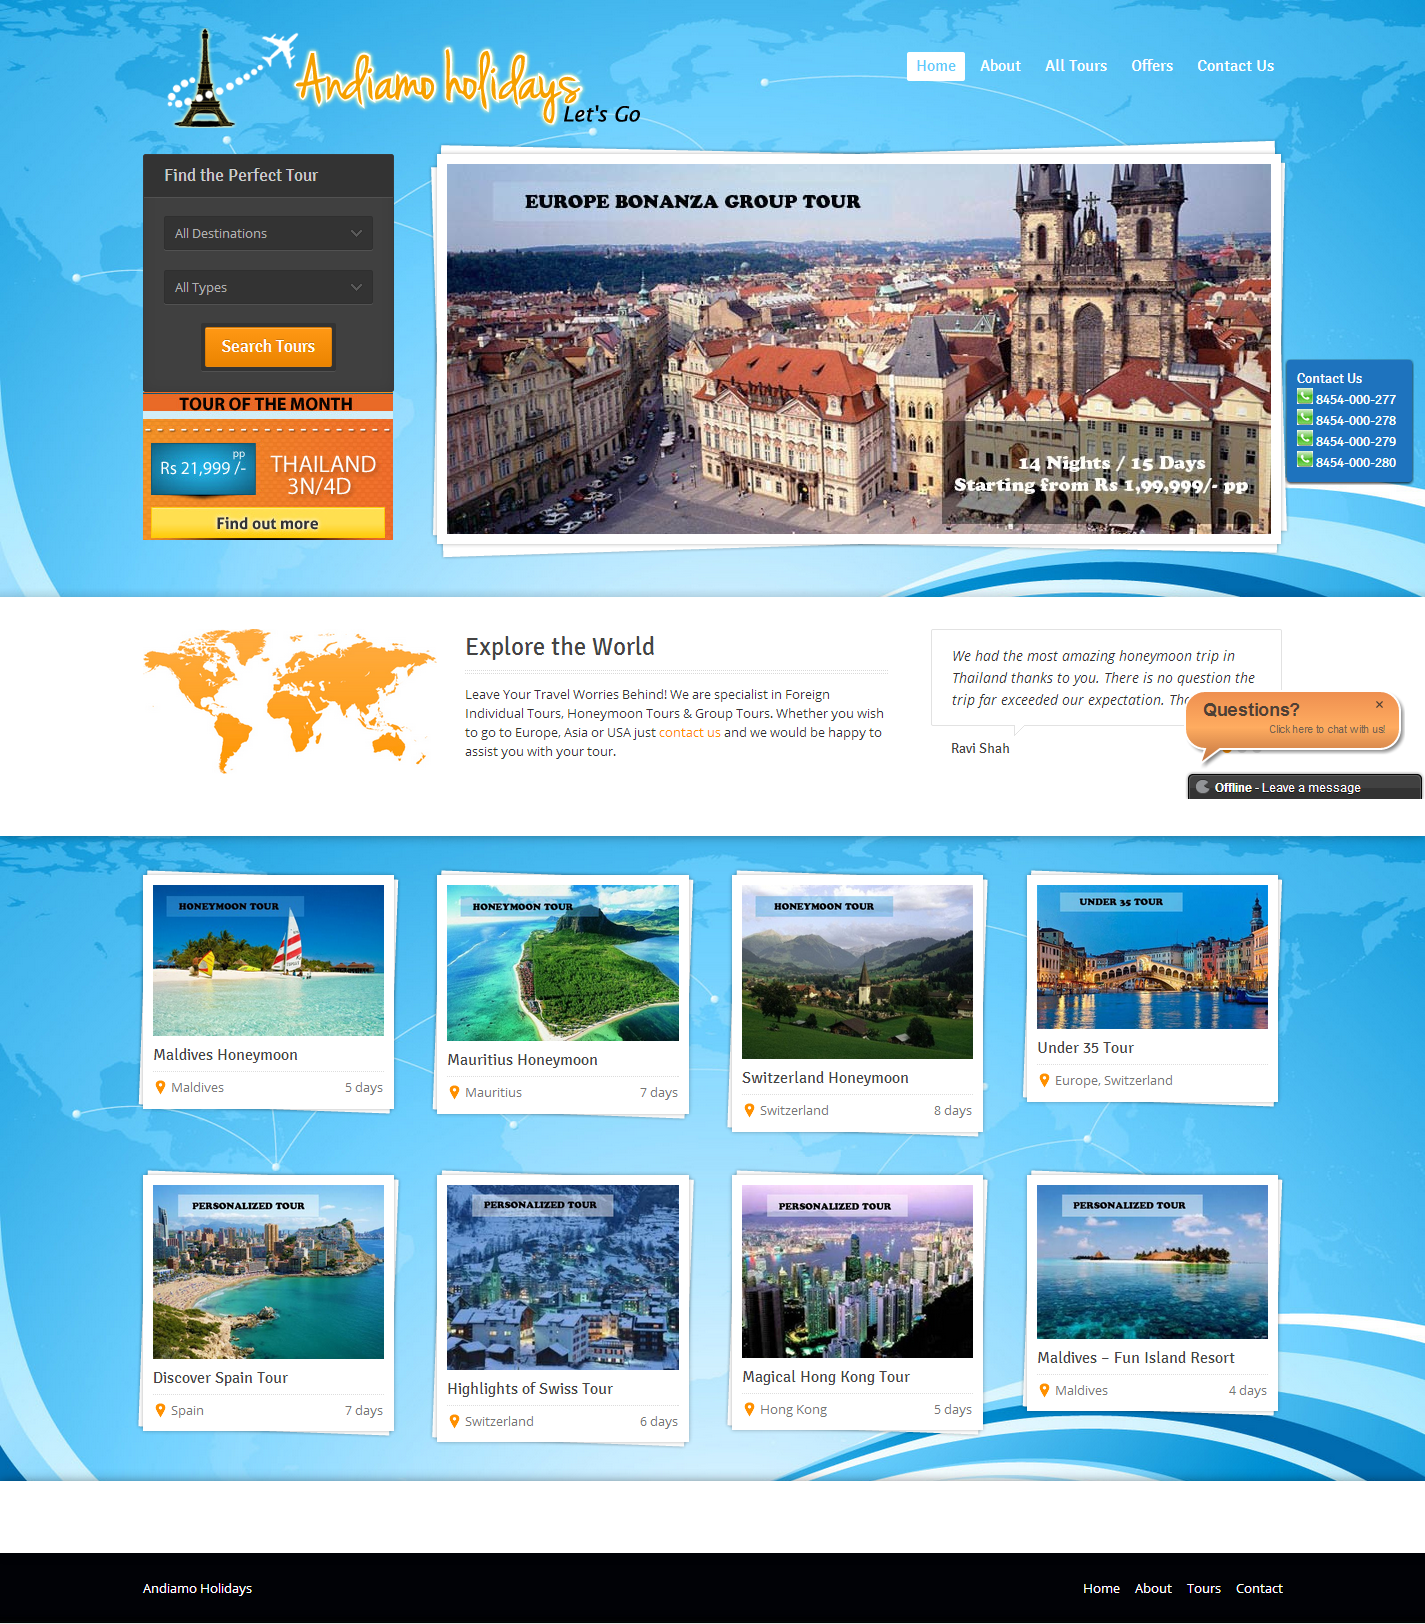 Andiamo holidays
Let's Go
Home About All Tours Offers Contact Us
Find the Perfect Tour
All Destinations
All Types
Search Tours
TOUR OF THE MONTH
pp
Rs 21,999 /-
THAILAND
3N/4D
Find out more
EUROPE BONANZA GROUP TOUR
14 Nights / 15 Days
Starting from Rs 1,99,999/- pp
Contact Us
8454-000-277
8454-000-278
8454-000-279
8454-000-280
Explore the World
Leave Your Travel Worries Behind! We are specialist in Foreign
Individual Tours, Honeymoon Tours & Group Tours. Whether you wish
to go to Europe, Asia or USA just contact us and we would be happy to
assist you with your tour.
We had the most amazing honeymoon trip in
Thailand thanks to you. There is no question the
trip far exceeded our expectation.
Ravi Shah
Questions?
×
Click here to chat with us!
Offline - Leave a message
HONEYMOON TOUR
Maldives Honeymoon
Maldives 5 days
HONEYMOON TOUR
Mauritius Honeymoon
Mauritius 7 days
HONEYMOON TOUR
Switzerland Honeymoon
Switzerland 8 days
UNDER 35 TOUR
Under 35 Tour
Europe, Switzerland
PERSONALIZED TOUR
Discover Spain Tour
Spain 7 days
PERSONALIZED TOUR
Highlights of Swiss Tour
Switzerland 6 days
PERSONALIZED TOUR
Magical Hong Kong Tour
Hong Kong 5 days
PERSONALIZED TOUR
Maldives – Fun Island Resort
Maldives 4 days
Andiamo Holidays
Home About Tours Contact